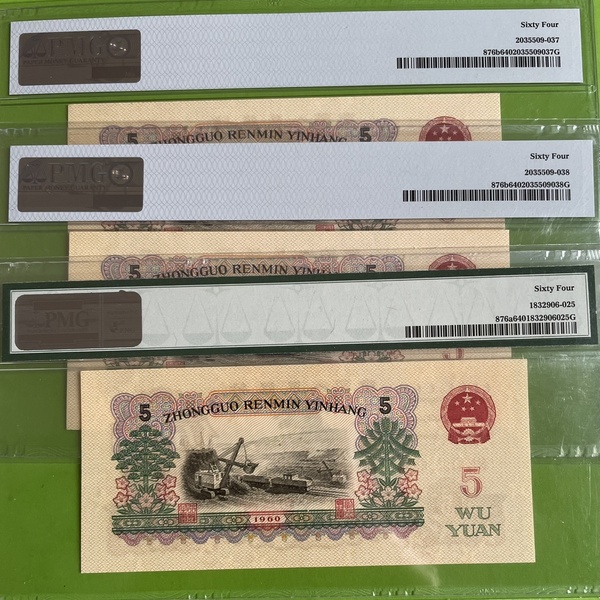 PMG
Sixty Four
2035509-037
876b6402035509037G
5 ZHONGGUO RENMIN YINHANG 5
PMG
Sixty Four
2035509-038
876b6402035509038G
5 ZHONGGUO RENMIN YINHANG 5
PMG
Sixty Four
1832906-025
876a6401832906025G
5
5 ZHONGGUO RENMIN YINHANG 5
5
WU
YUAN
1960